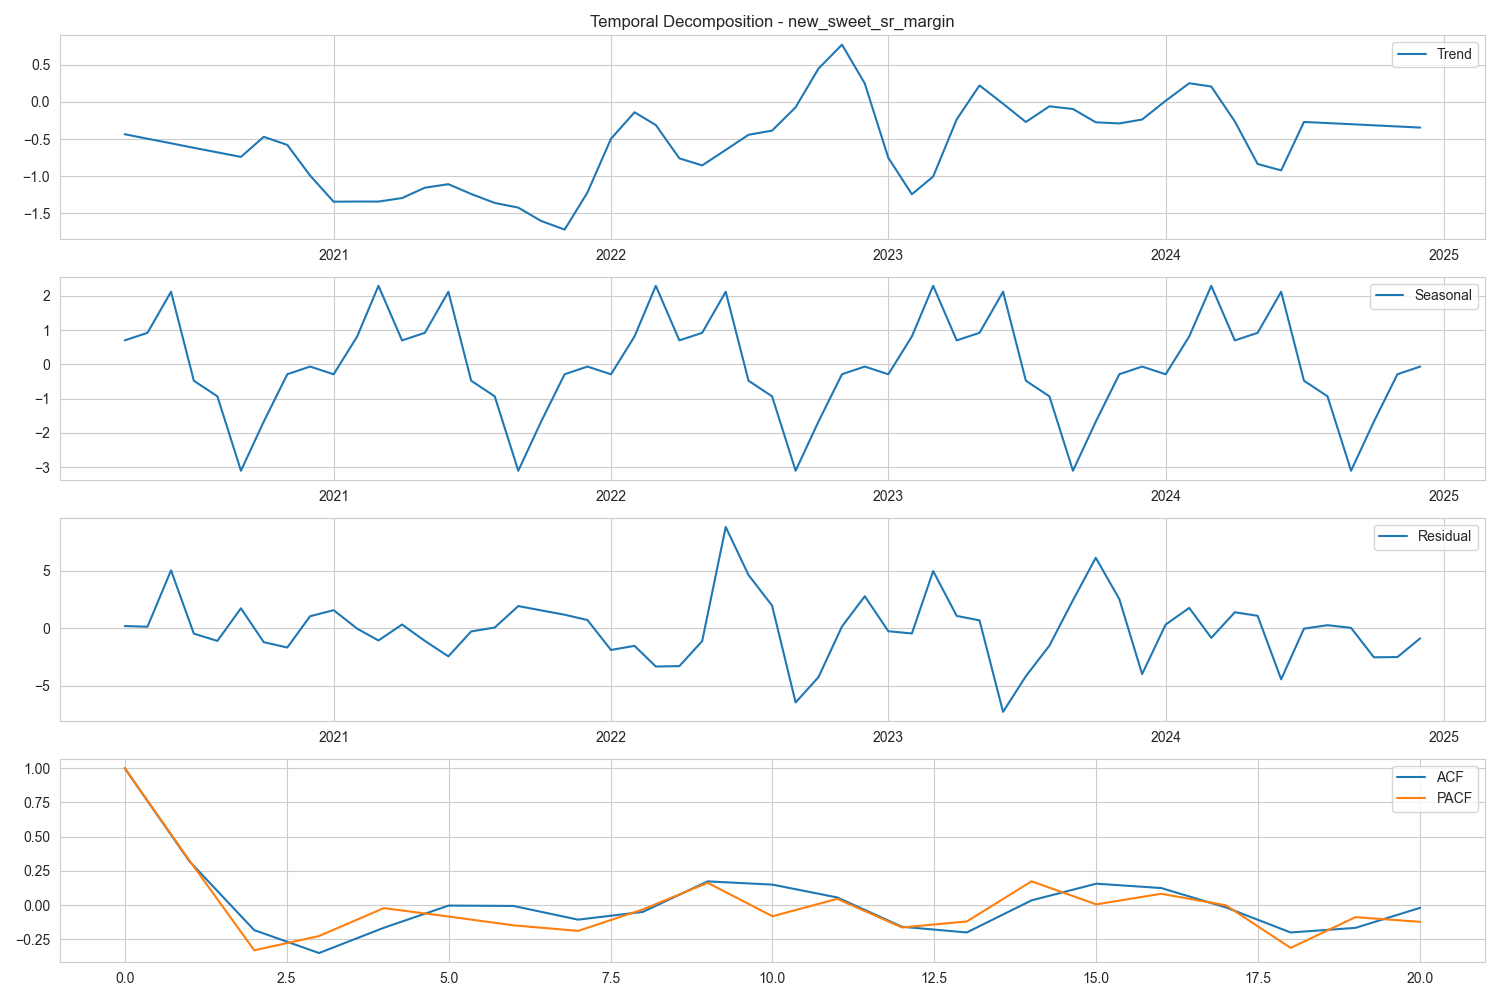 Temporal Decomposition - new_sweet_sr_margin
Trend
0.5
0.0
−0.5
−1.0
−1.5
2021 2022 2023 2024 2025
Seasonal
2
1
0
−1
−2
−3
2021 2022 2023 2024 2025
Residual
5
0
−5
2021 2022 2023 2024 2025
ACF
PACF
1.00
0.75
0.50
0.25
0.00
−0.25
0.0 2.5 5.0 7.5 10.0 12.5 15.0 17.5 20.0